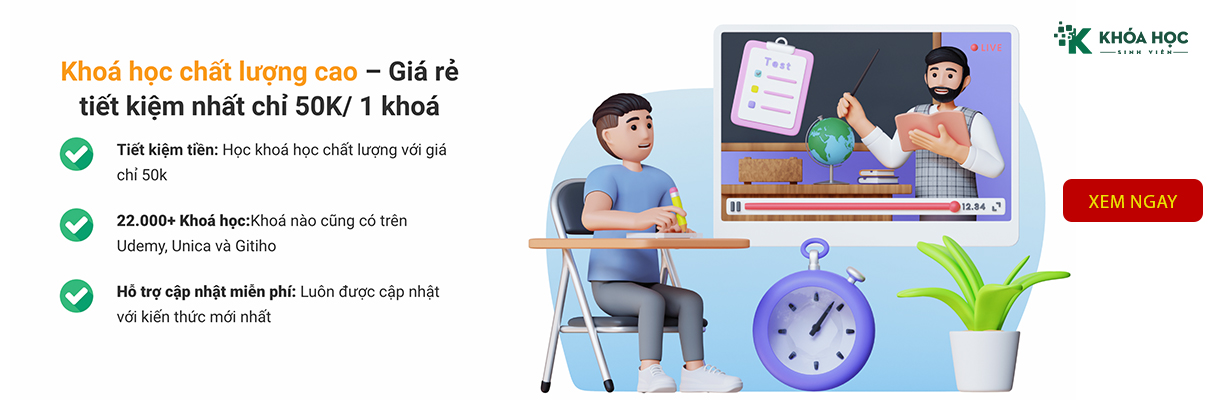 Khoá học chất lượng cao – Giá rẻ
tiết kiệm nhất chỉ 50K/ 1 khoá
Tiết kiệm tiền: Học khoá học chất lượng với giá
chỉ 50k
22.000+ Khoá học:Khoá nào cũng có trên
Udemy, Unica và Gitiho
Hỗ trợ cập nhật miễn phí: Luôn được cập nhật
với kiến thức mới nhất
Test
LIVE
12.84
K KHÓA HỌC
SINH VIÊN
XEM NGAY